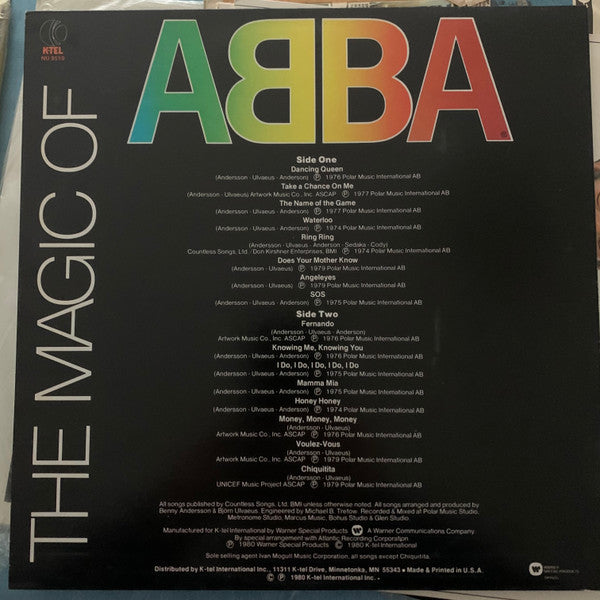 K-TEL
NU 9510
ABBA
®
THE MAGIC OF
Side One
Dancing Queen
(Andersson - Ulvaeus - Anderson) Ⓟ 1976 Polar Music International AB
Take a Chance On Me
(Andersson - Ulvaeus) Artwork Music Co., Inc. ASCAP Ⓟ 1977 Polar Music International AB
The Name of the Game
(Andersson - Ulvaeus - Anderson) Ⓟ 1977 Polar Music International AB
Waterloo
(Andersson - Ulvaeus - Anderson) Ⓟ 1974 Polar Music International AB
Ring Ring
(Andersson - Ulvaeus - Anderson - Sedaka - Cody)
Countless Songs, Ltd./Don Kirshner Enterprises, BMI Ⓟ 1974 Polar Music International AB
Does Your Mother Know
(Andersson - Ulvaeus) Ⓟ 1979 Polar Music International AB
Angeleyes
(Andersson - Ulvaeus) Ⓟ 1979 Polar Music International AB
SOS
(Andersson - Ulvaeus - Anderson) Ⓟ 1975 Polar Music International AB
Side Two
Fernando
(Andersson - Ulvaeus - Anderson)
Artwork Music Co., Inc. ASCAP Ⓟ 1976 Polar Music International AB
Knowing Me, Knowing You
(Andersson - Ulvaeus - Anderson) Ⓟ 1976 Polar Music International AB
I Do, I Do, I Do, I Do, I Do
(Andersson - Ulvaeus - Anderson) Ⓟ 1975 Polar Music International AB
Mamma Mia
(Andersson - Ulvaeus - Anderson) Ⓟ 1975 Polar Music International AB
Honey Honey
(Andersson - Ulvaeus - Anderson) Ⓟ 1974 Polar Music International AB
Money, Money, Money
(Andersson - Ulvaeus)
Artwork Music Co., Inc. ASCAP Ⓟ 1976 Polar Music International AB
Voulez-Vous
(Andersson - Ulvaeus)
Artwork Music Co., Inc. ASCAP Ⓟ 1979 Polar Music International AB
Chiquitita
(Andersson - Ulvaeus)
UNICEF Music Project ASCAP Ⓟ 1979 Polar Music International AB
All songs published by Countless Songs, Ltd. BMI unless otherwise noted. All songs arranged and produced by
Benny Andersson & Björn Ulvaeus. Engineered by Michael B. Tretow. Recorded & Mixed at Polar Music Studio,
Metronome Studio, Marcus Music, Bohus Studio & Glen Studio.
Manufactured for K-tel International by Warner Special Products A Warner Communications Company.
By special arrangement with Atlantic Recording Corporation
Ⓟ 1980 Warner Special Products © 1980 K-tel International
Sole selling agent Ivan Mogull Music Corporation, all songs except Chiquitita.
Distributed by K-tel International Inc., 11311 K-tel Drive, Minnetonka, MN 55343 • Made & Printed in U.S.A.
Ⓟ © 1980 K-tel International Inc.